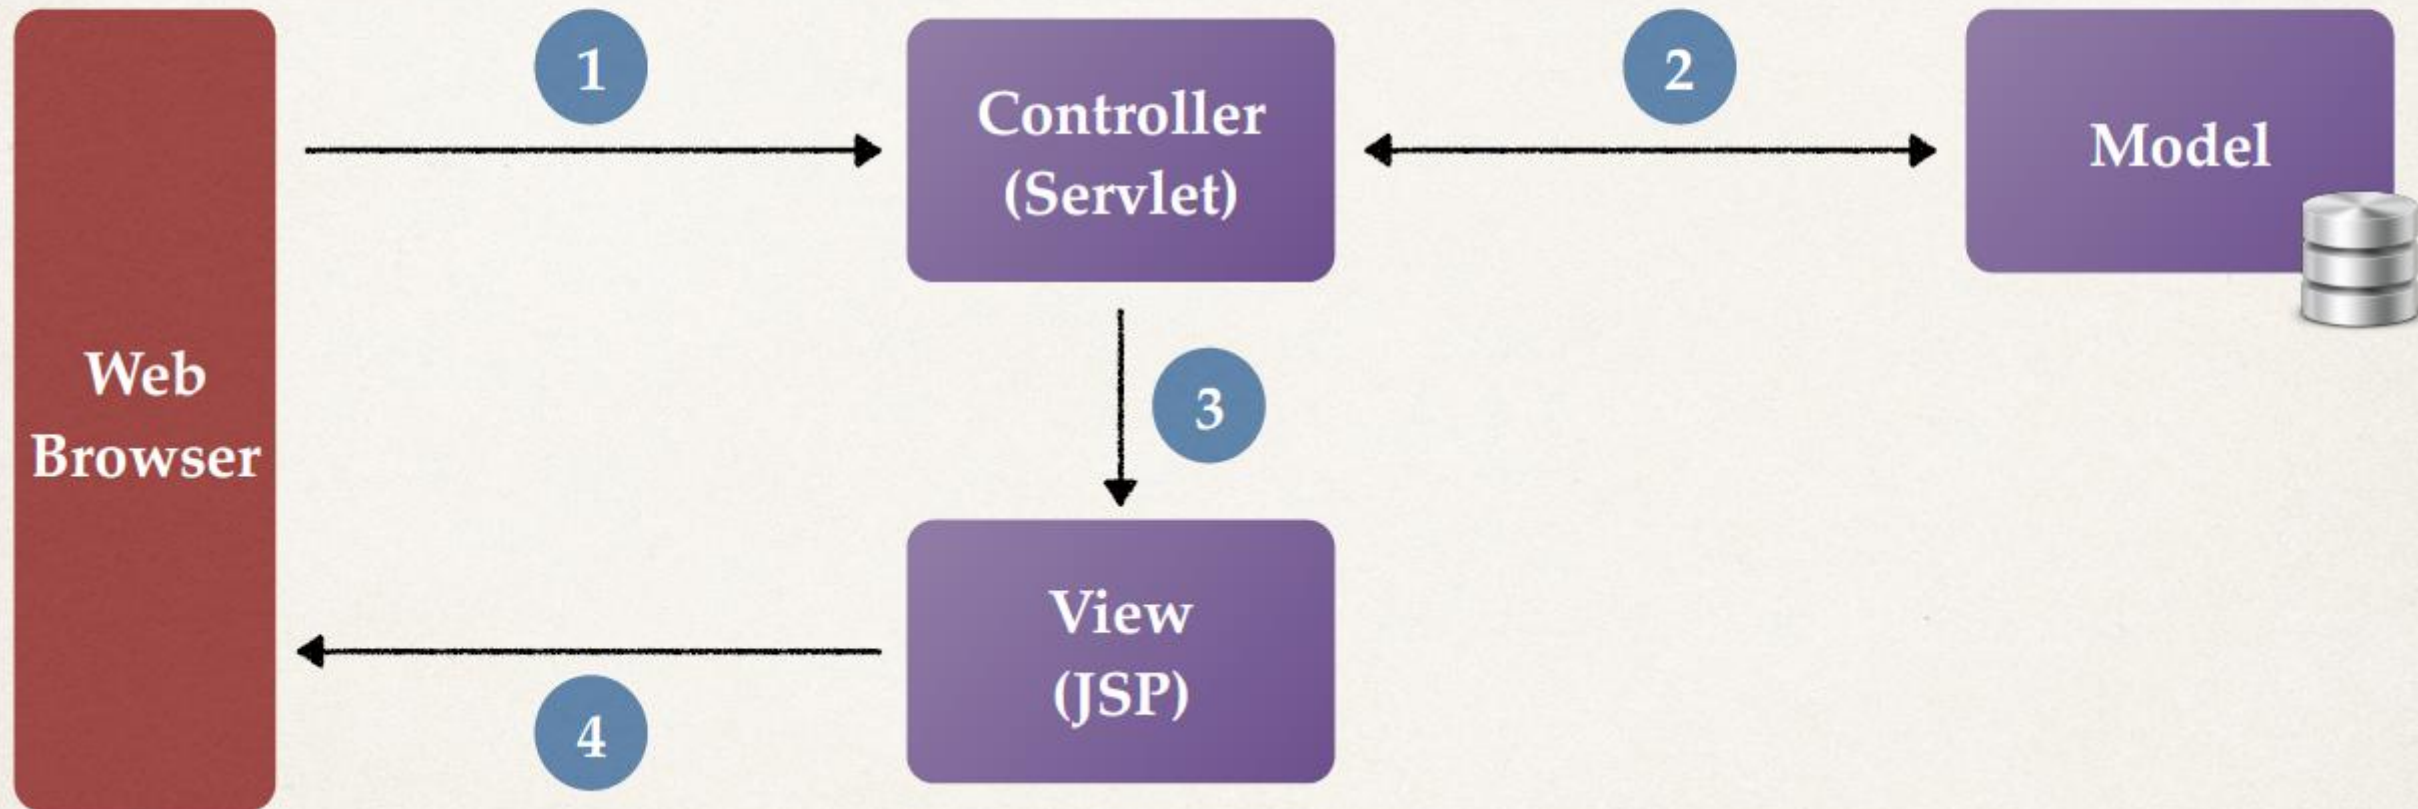 1
2
Controller
(Servlet)
Model
Web
Browser
3
View
(JSP)
4